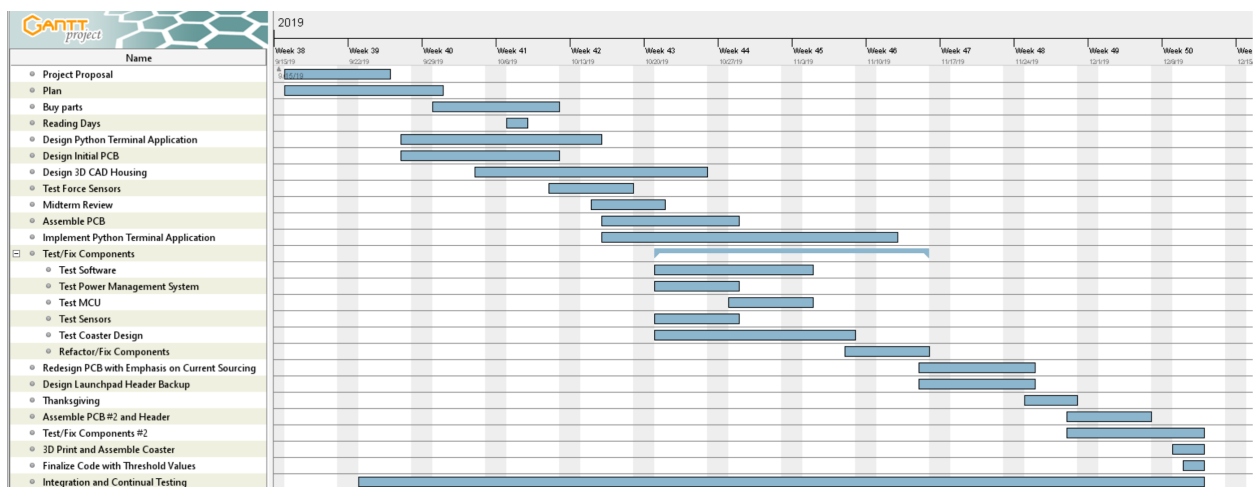 GANTT
project
2019
Name
Week 38
Week 39
Week 40
Week 41
Week 42
Week 43
Week 44
Week 45
Week 46
Week 47
Week 48
Week 49
Week 50
Wee
9/15/19
9/22/19
9/29/19
10/6/19
10/13/19
10/20/19
10/27/19
11/3/19
11/10/19
11/17/19
11/24/19
12/1/19
12/8/19
12/15
9/15/19
Project Proposal
Plan
Buy parts
Reading Days
Design Python Terminal Application
Design Initial PCB
Design 3D CAD Housing
Test Force Sensors
Midterm Review
Assemble PCB
Implement Python Terminal Application
Test/Fix Components
Test Software
Test Power Management System
Test MCU
Test Sensors
Test Coaster Design
Refactor/Fix Components
Redesign PCB with Emphasis on Current Sourcing
Design Launchpad Header Backup
Thanksgiving
Assemble PCB #2 and Header
Test/Fix Components #2
3D Print and Assemble Coaster
Finalize Code with Threshold Values
Integration and Continual Testing